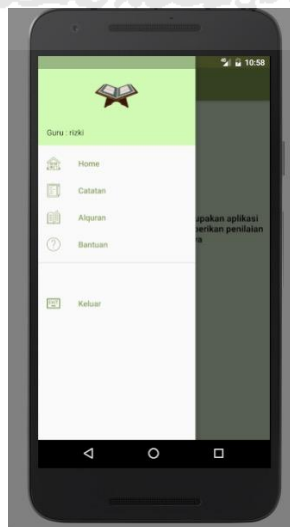 10:58
Guru : rizki
Home
Catatan
Alquran
Bantuan
Keluar
upakan aplikasi
erikan penilaian